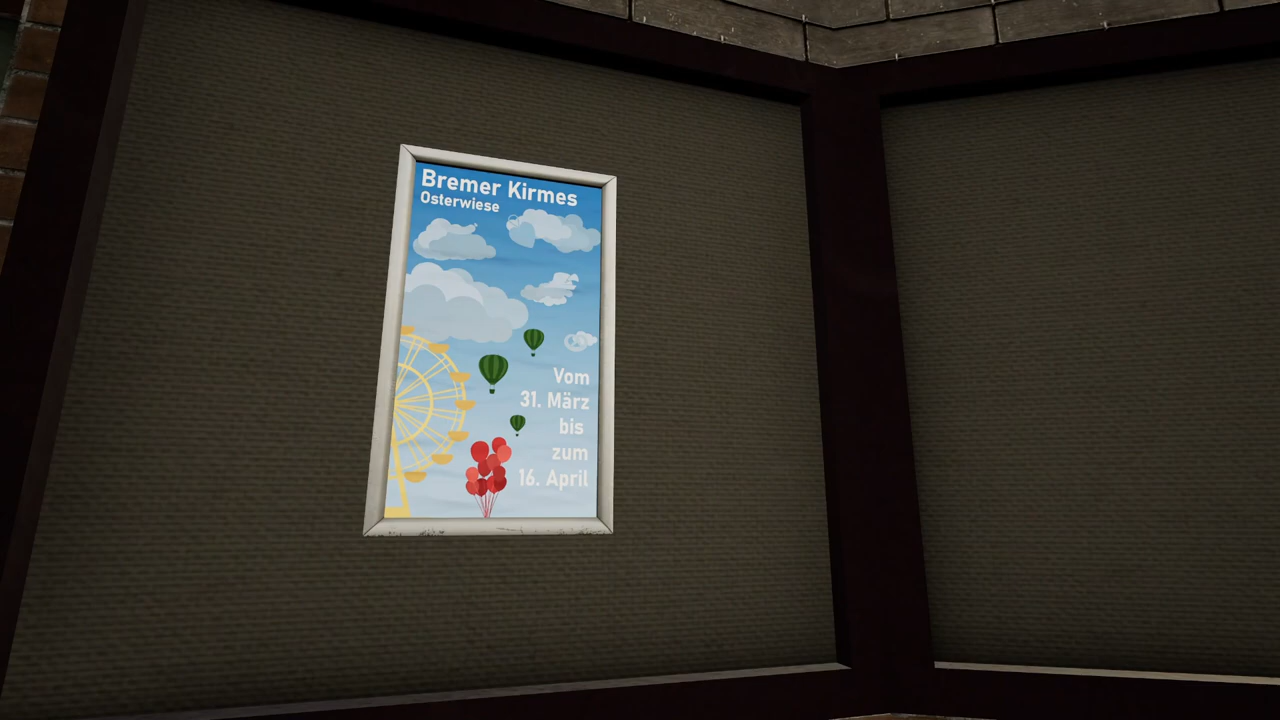 Bremer Kirmes
Osterwiese
Vom
31. März
bis
zum
16. April